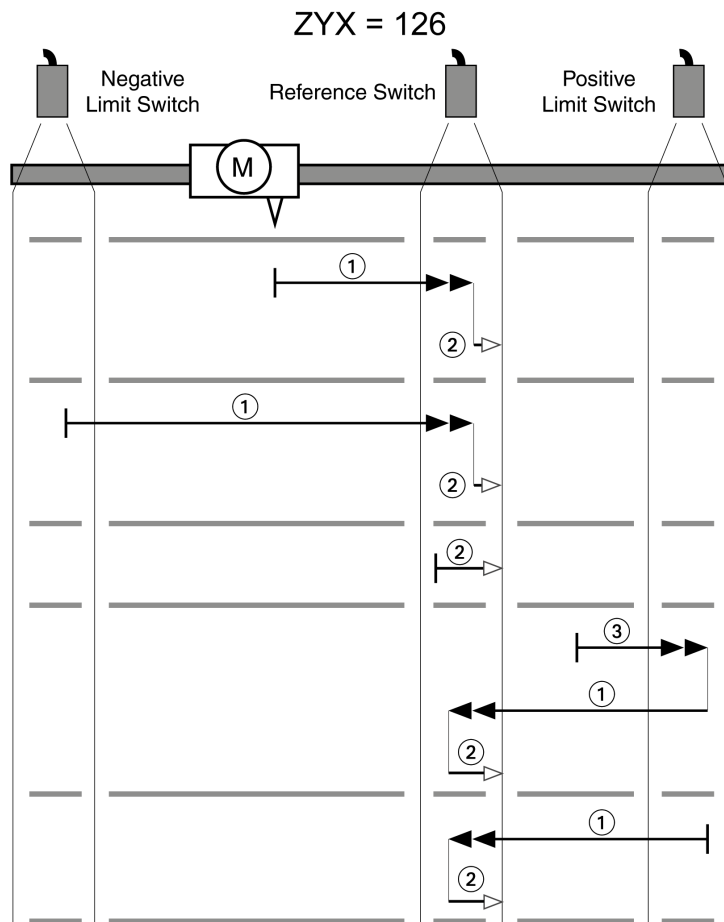 ZYX = 126
Negative
Limit Switch
Reference Switch
Positive
Limit Switch
M
①
②
①
②
②
③
①
②
①
②